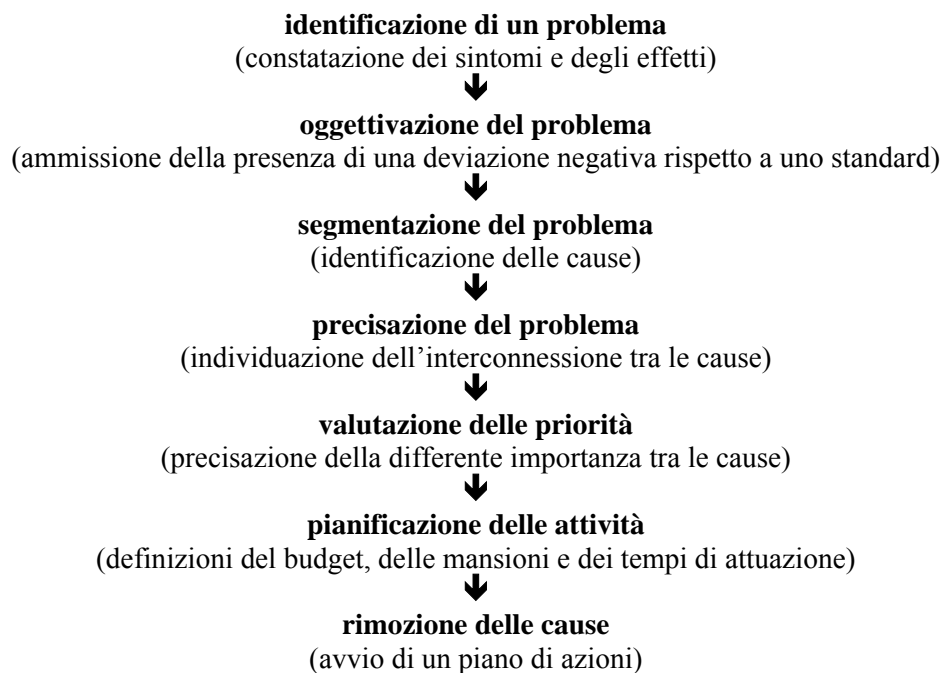 identificazione di un problema
(constatazione dei sintomi e degli effetti)
oggettivazione del problema
(ammissione della presenza di una deviazione negativa rispetto a uno standard)
segmentazione del problema
(identificazione delle cause)
precisazione del problema
(individuazione dell’interconnessione tra le cause)
valutazione delle priorità
(precisazione della differente importanza tra le cause)
pianificazione delle attività
(definizioni del budget, delle mansioni e dei tempi di attuazione)
rimozione delle cause
(avvio di un piano di azioni)